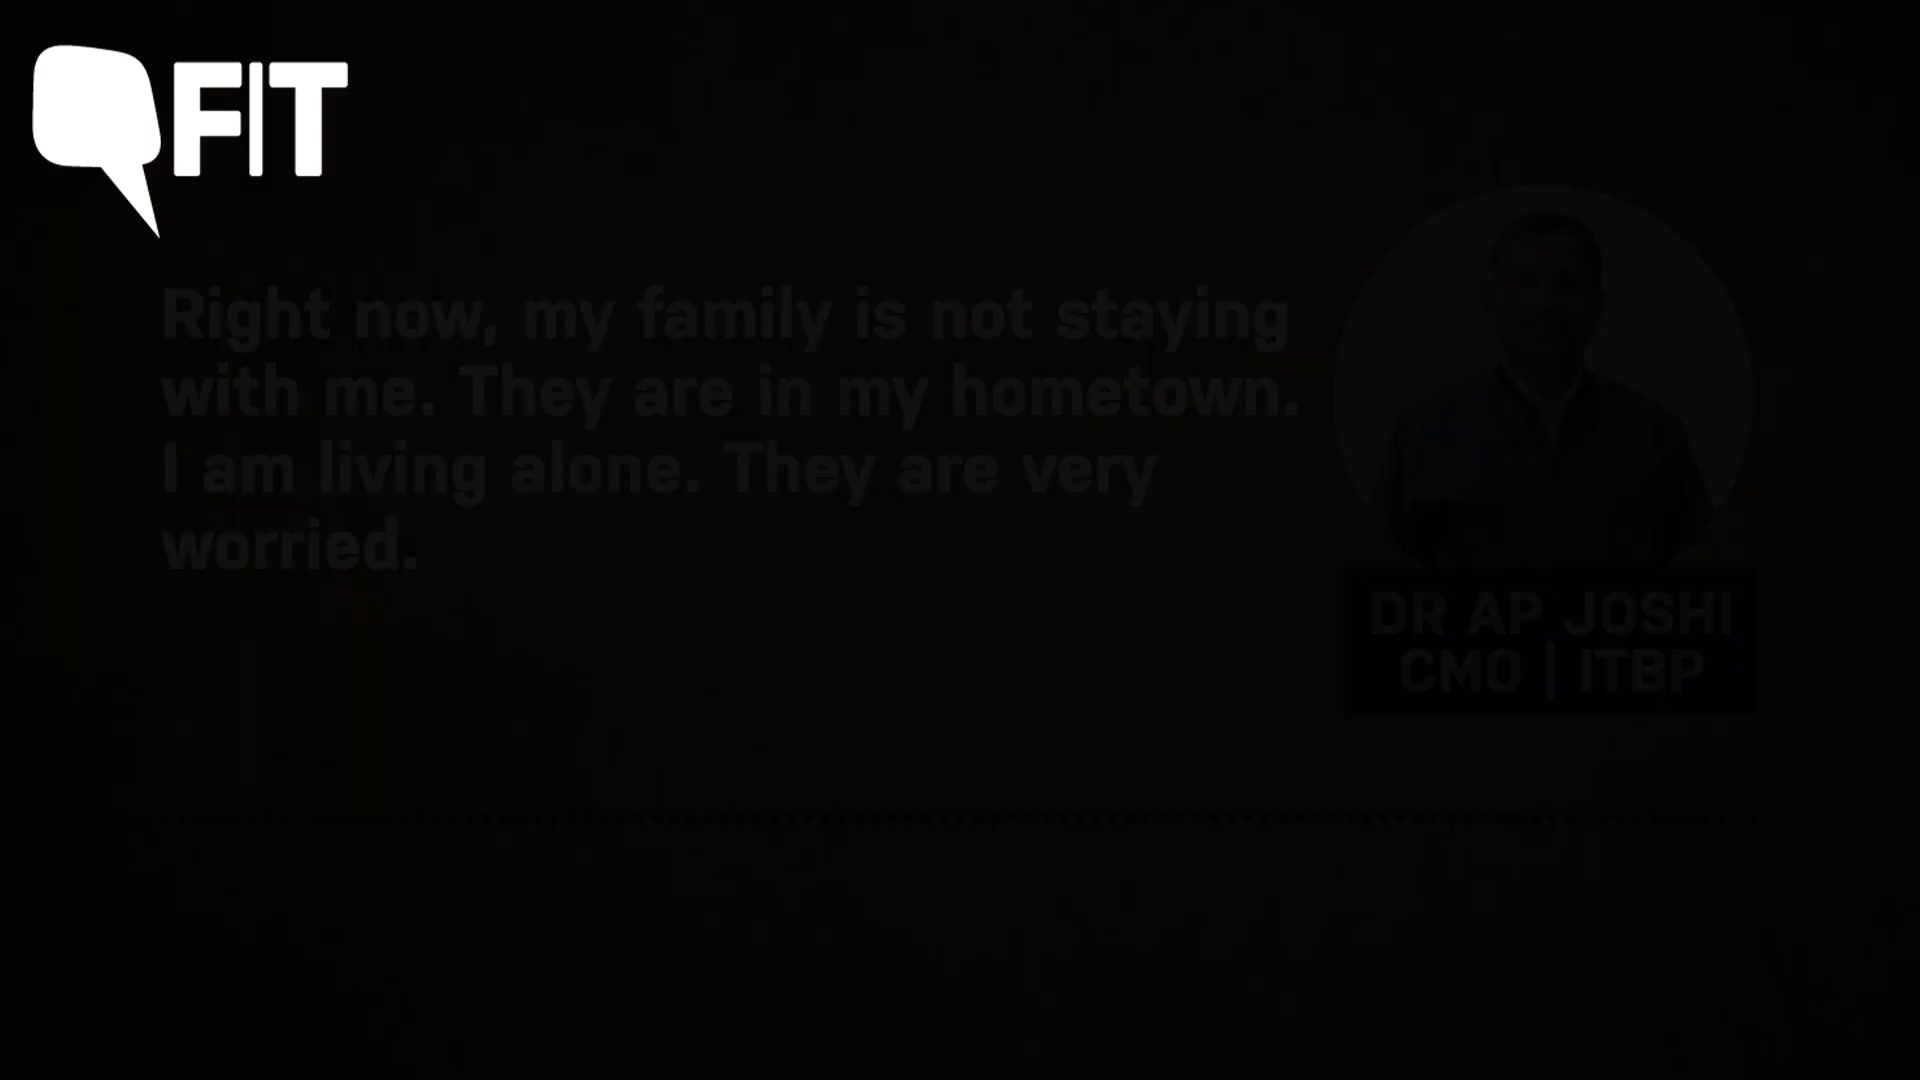 FIT
Right now, my family is not staying
with me. They are in my hometown.
I am living alone. They are very
worried.
DR AP JOSHI
CMO | ITBP